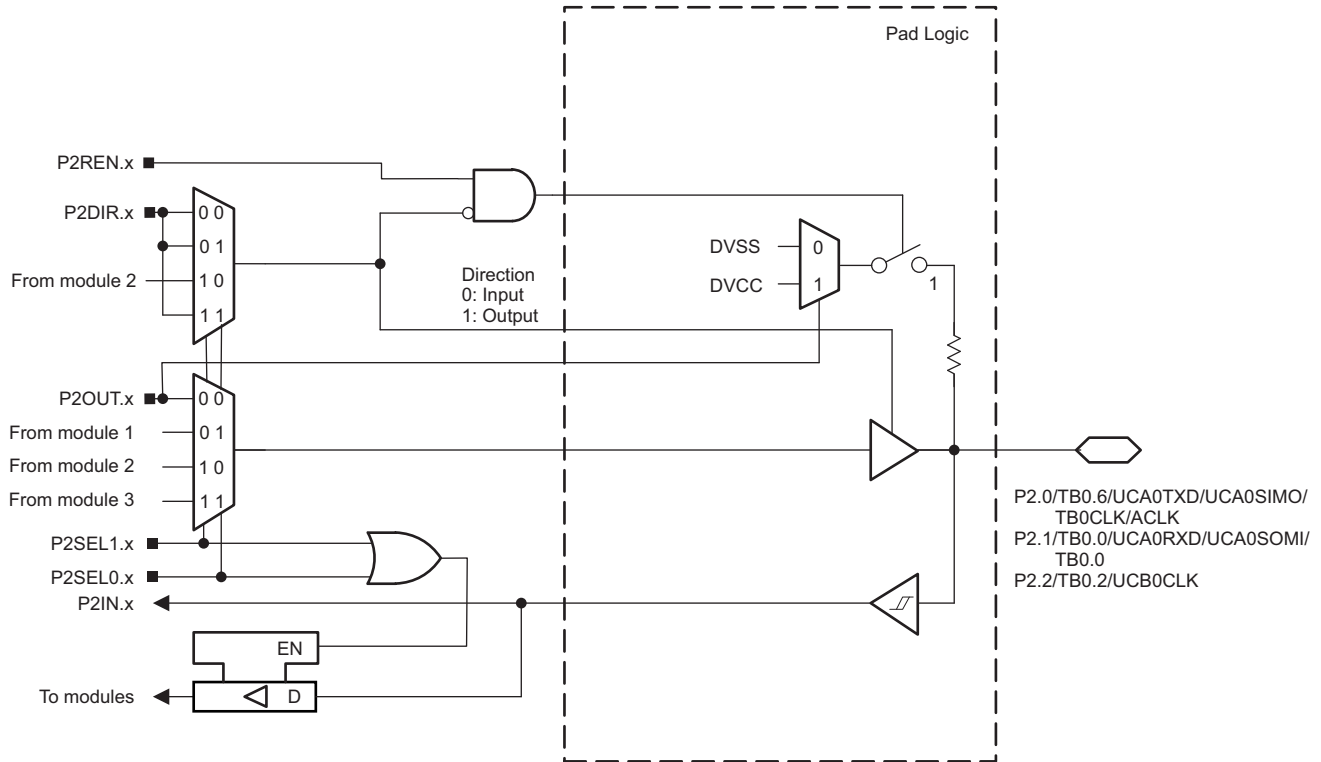 Pad Logic
P2REN.x
P2DIR.x
0 0
0 1
From module 2
1 0
1 1
Direction
0: Input
1: Output
DVSS
0
DVCC
1
1
P2OUT.x
0 0
From module 1
0 1
From module 2
1 0
From module 3
1 1
P2SEL1.x
P2SEL0.x
P2IN.x
EN
To modules
D
P2.0/TB0.6/UCA0TXD/UCA0SIMO/
TB0CLK/ACLK
P2.1/TB0.0/UCA0RXD/UCA0SOMI/
TB0.0
P2.2/TB0.2/UCB0CLK